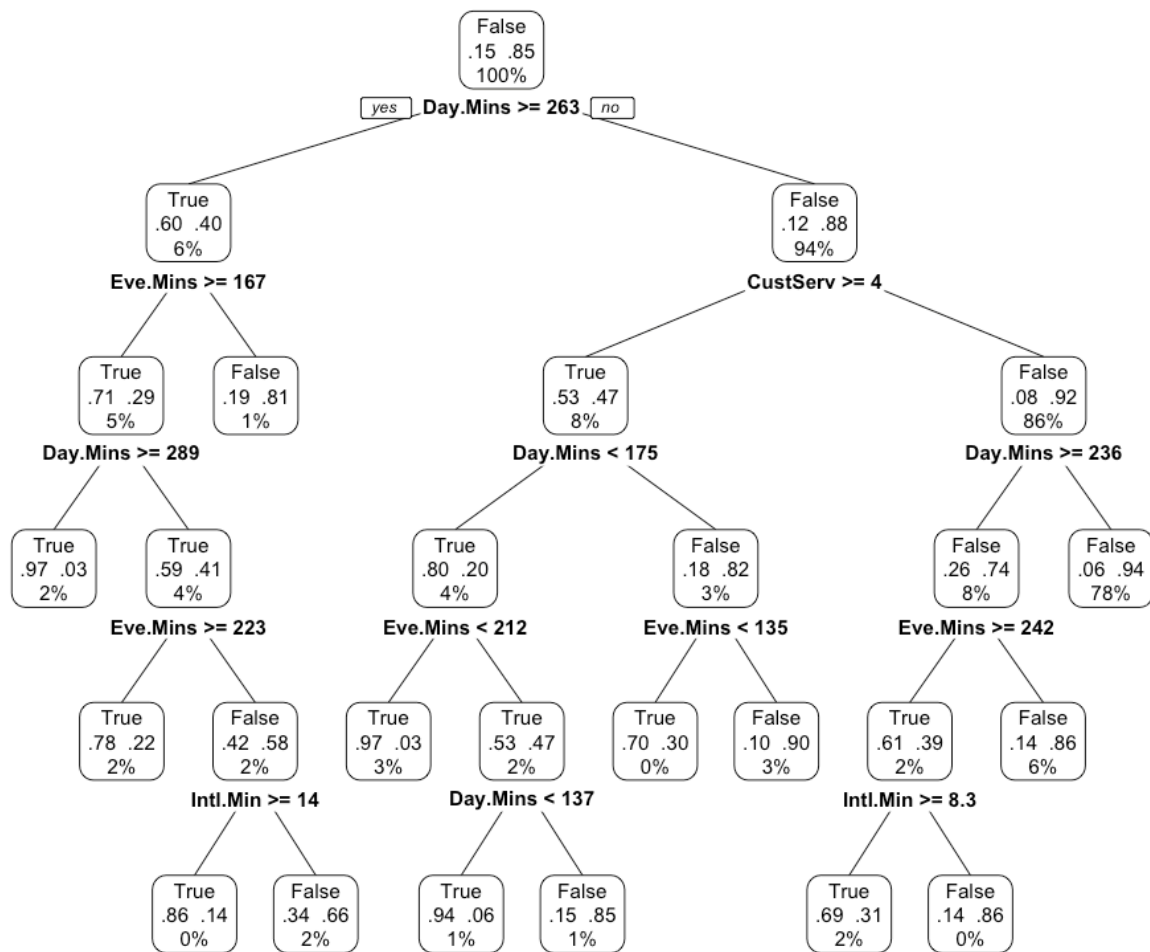 False
.15 .85
100%
yes Day.Mins >= 263 no
True
.60 .40
6%
False
.12 .88
94%
Eve.Mins >= 167
CustServ >= 4
True
.71 .29
5%
False
.19 .81
1%
True
.53 .47
8%
False
.08 .92
86%
Day.Mins >= 289
Day.Mins < 175
Day.Mins >= 236
True
.97 .03
2%
True
.59 .41
4%
True
.80 .20
4%
False
.18 .82
3%
False
.26 .74
8%
False
.06 .94
78%
Eve.Mins >= 223
Eve.Mins < 212
Eve.Mins < 135
Eve.Mins >= 242
True
.78 .22
2%
False
.42 .58
2%
True
.97 .03
3%
True
.53 .47
2%
True
.70 .30
0%
False
.10 .90
3%
True
.61 .39
2%
False
.14 .86
6%
Intl.Min >= 14
Day.Mins < 137
Intl.Min >= 8.3
True
.86 .14
0%
False
.34 .66
2%
True
.94 .06
1%
False
.15 .85
1%
True
.69 .31
2%
False
.14 .86
0%